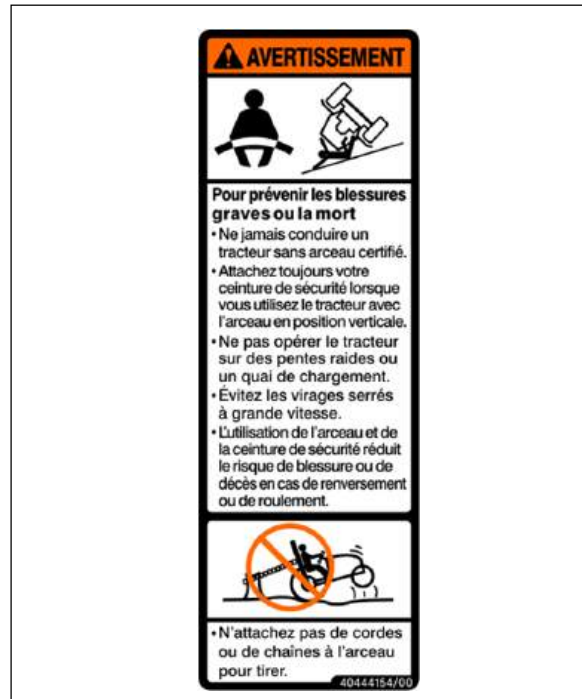 AVERTISSEMENT
Pour prévenir les blessures
graves ou la mort
• Ne jamais conduire un
tracteur sans arceau certifié.
• Attachez toujours votre
ceinture de sécurité lorsque
vous utilisez le tracteur avec
l'arceau en position verticale.
• Ne pas opérer le tracteur
sur des pentes raides ou
un quai de chargement.
• Évitez les virages serrés
à grande vitesse.
• L'utilisation de l'arceau et de
la ceinture de sécurité réduit
le risque de blessure ou de
décès en cas de renversement
ou de roulement.
• N'attachez pas de cordes
ou de chaînes à l'arceau
pour tirer.
40444154/00